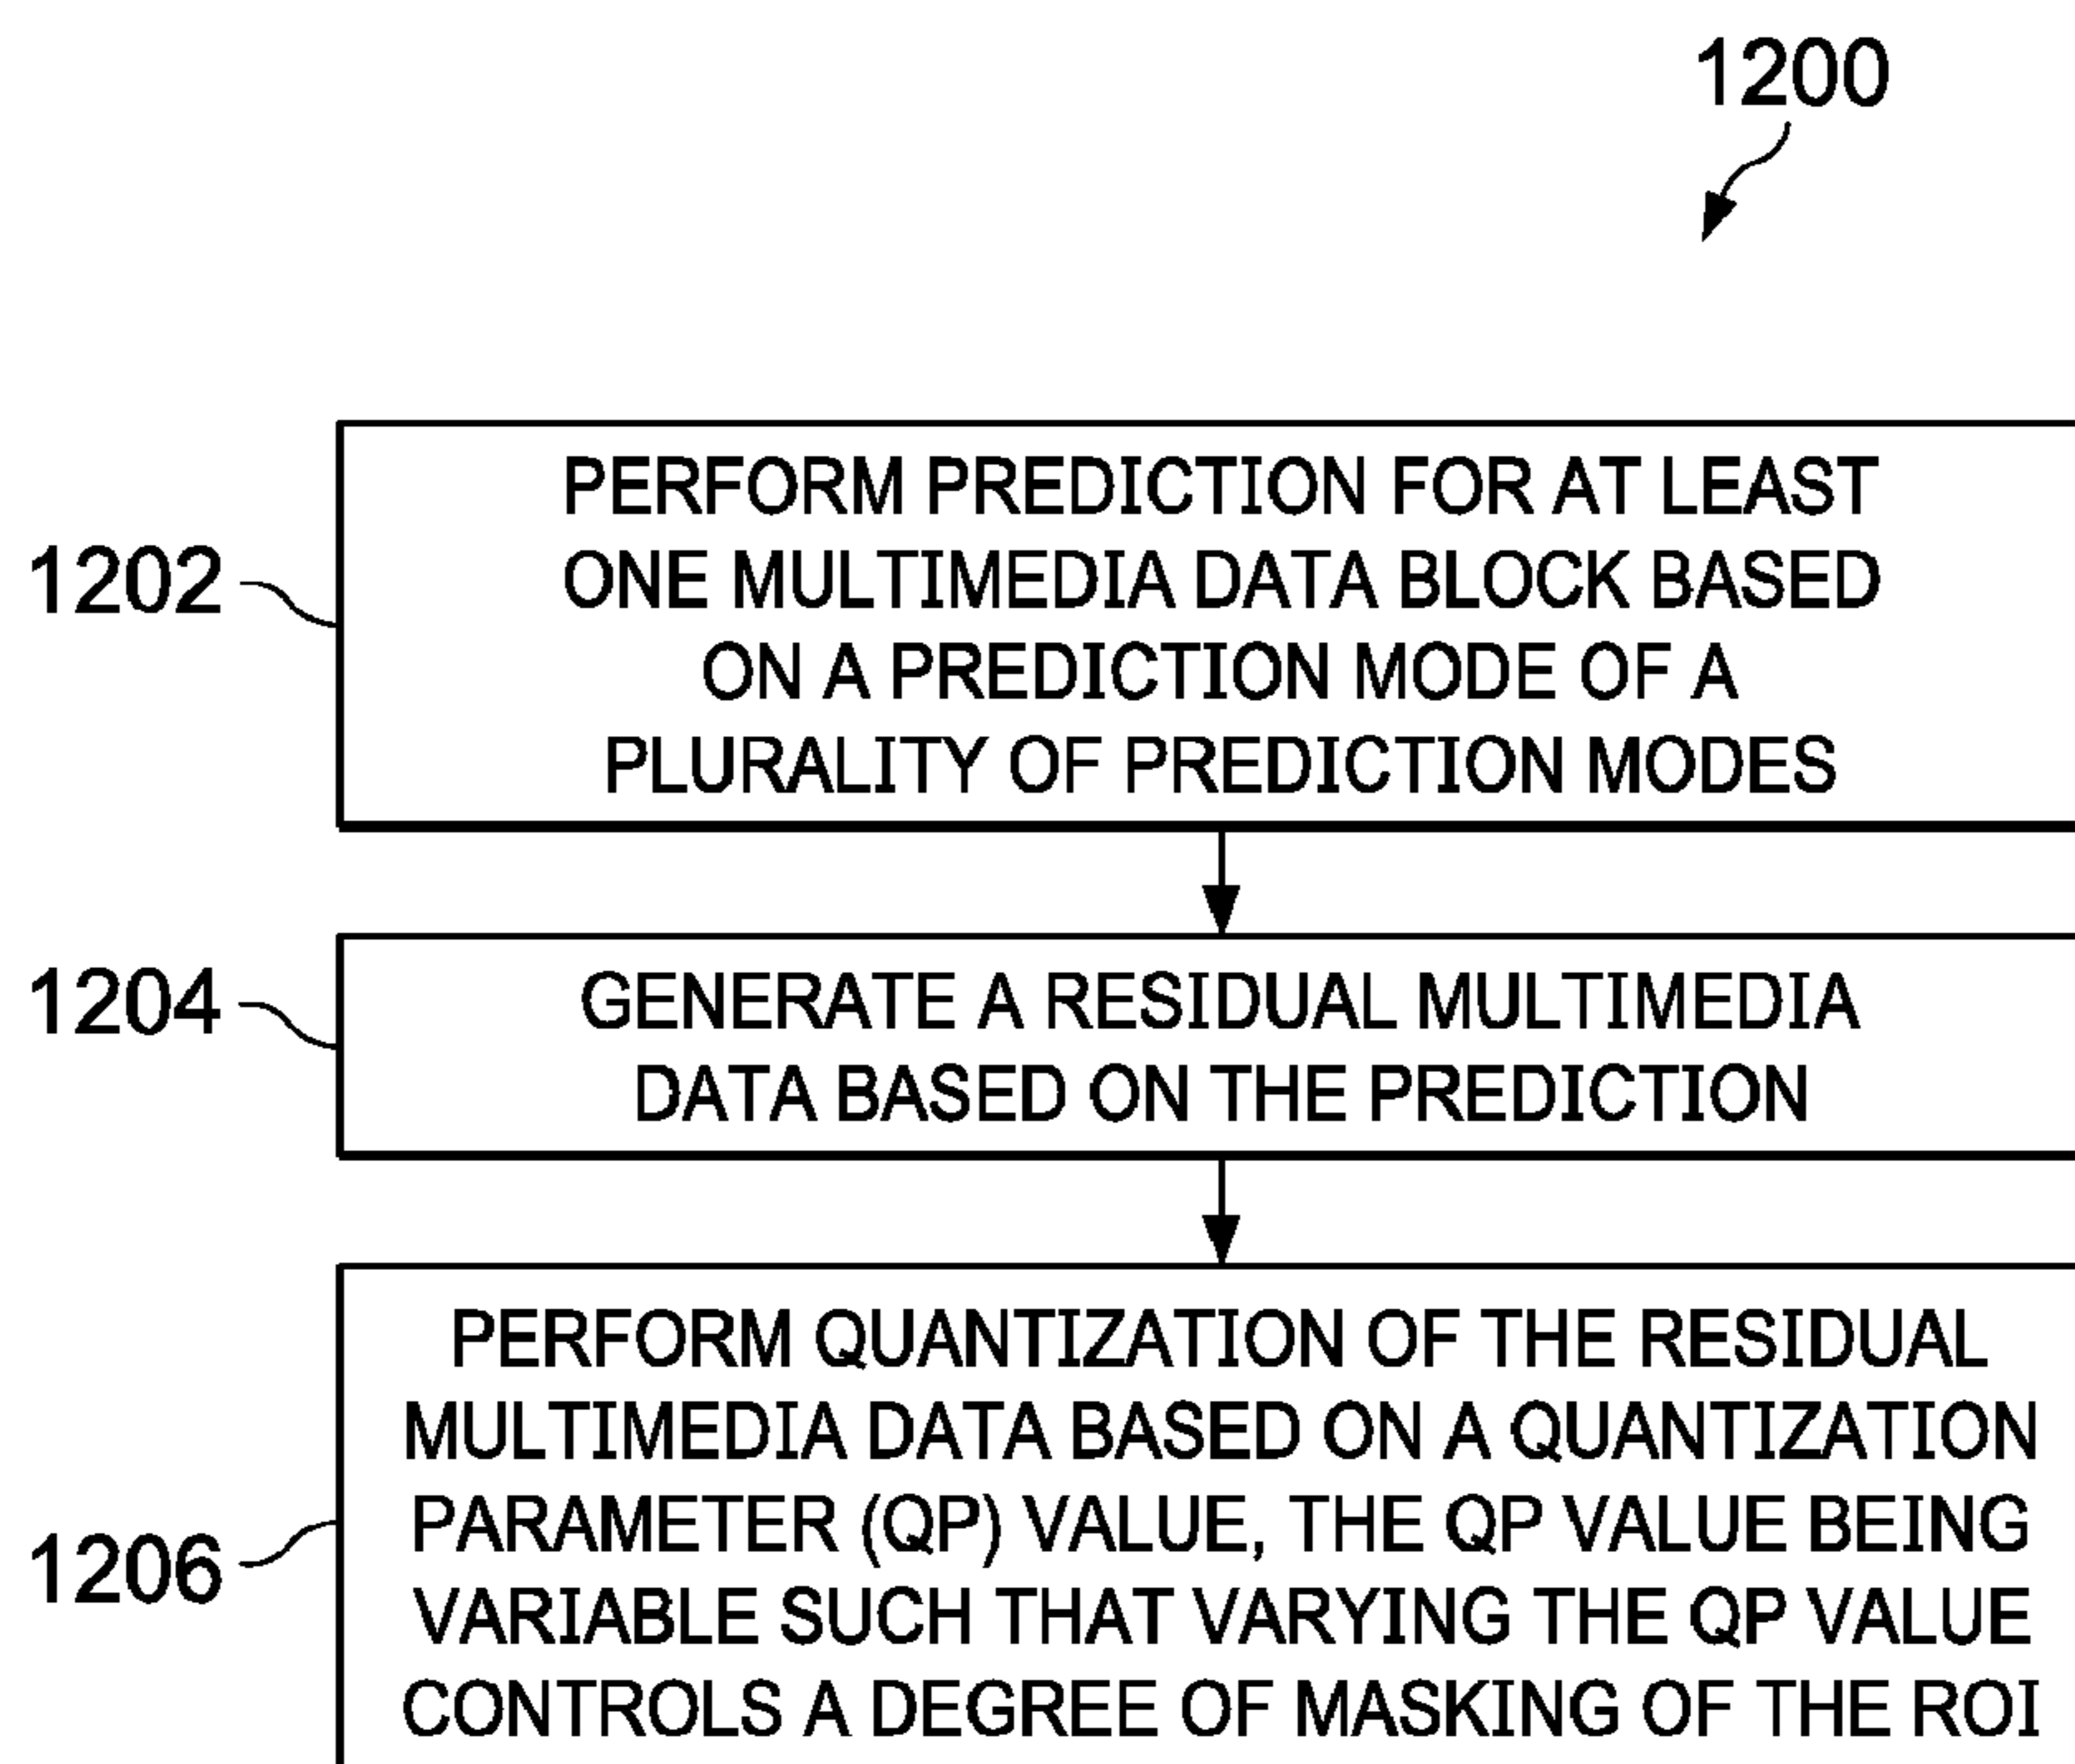 1200
1202
PERFORM PREDICTION FOR AT LEAST
ONE MULTIMEDIA DATA BLOCK BASED
ON A PREDICTION MODE OF A
PLURALITY OF PREDICTION MODES
1204
GENERATE A RESIDUAL MULTIMEDIA
DATA BASED ON THE PREDICTION
1206
PERFORM QUANTIZATION OF THE RESIDUAL
MULTIMEDIA DATA BASED ON A QUANTIZATION
PARAMETER (QP) VALUE, THE QP VALUE BEING
VARIABLE SUCH THAT VARYING THE QP VALUE
CONTROLS A DEGREE OF MASKING OF THE ROI